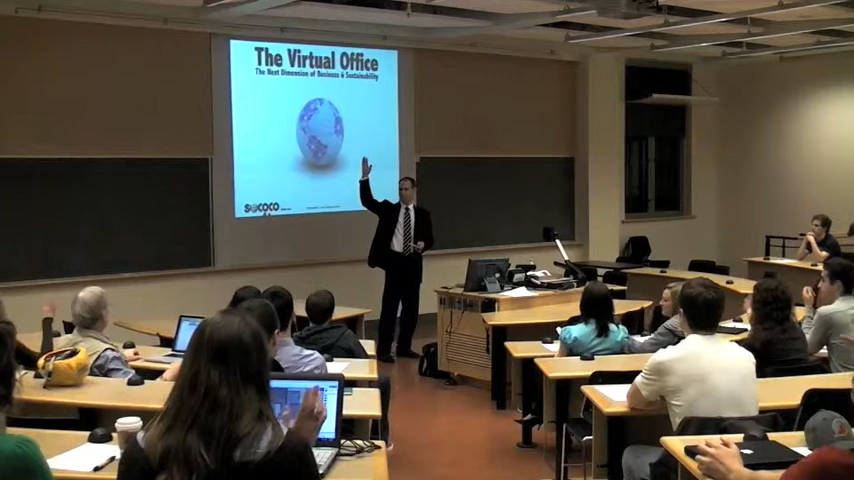 The Virtual Office
The Next Dimension of Business & Sustainability
SOCOCO